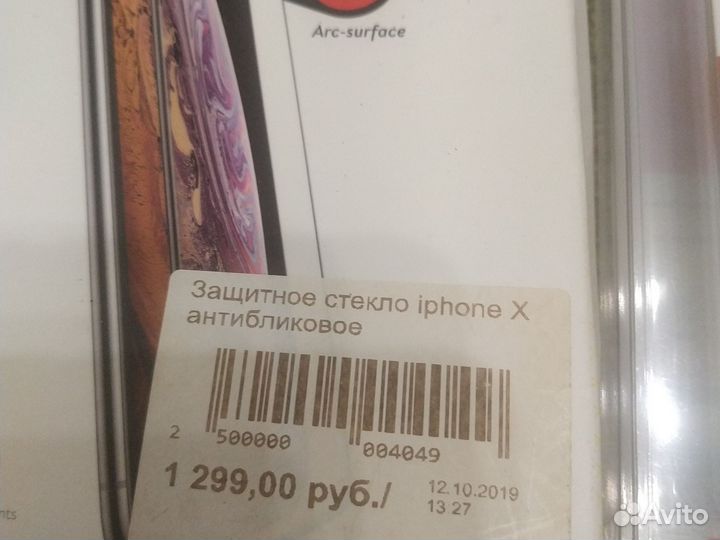 Arc-surface
Защитное стекло iphone X
антибликовое
2 500000 004049
1 299,00 руб./
12.10.2019
13 27
nts
Avito